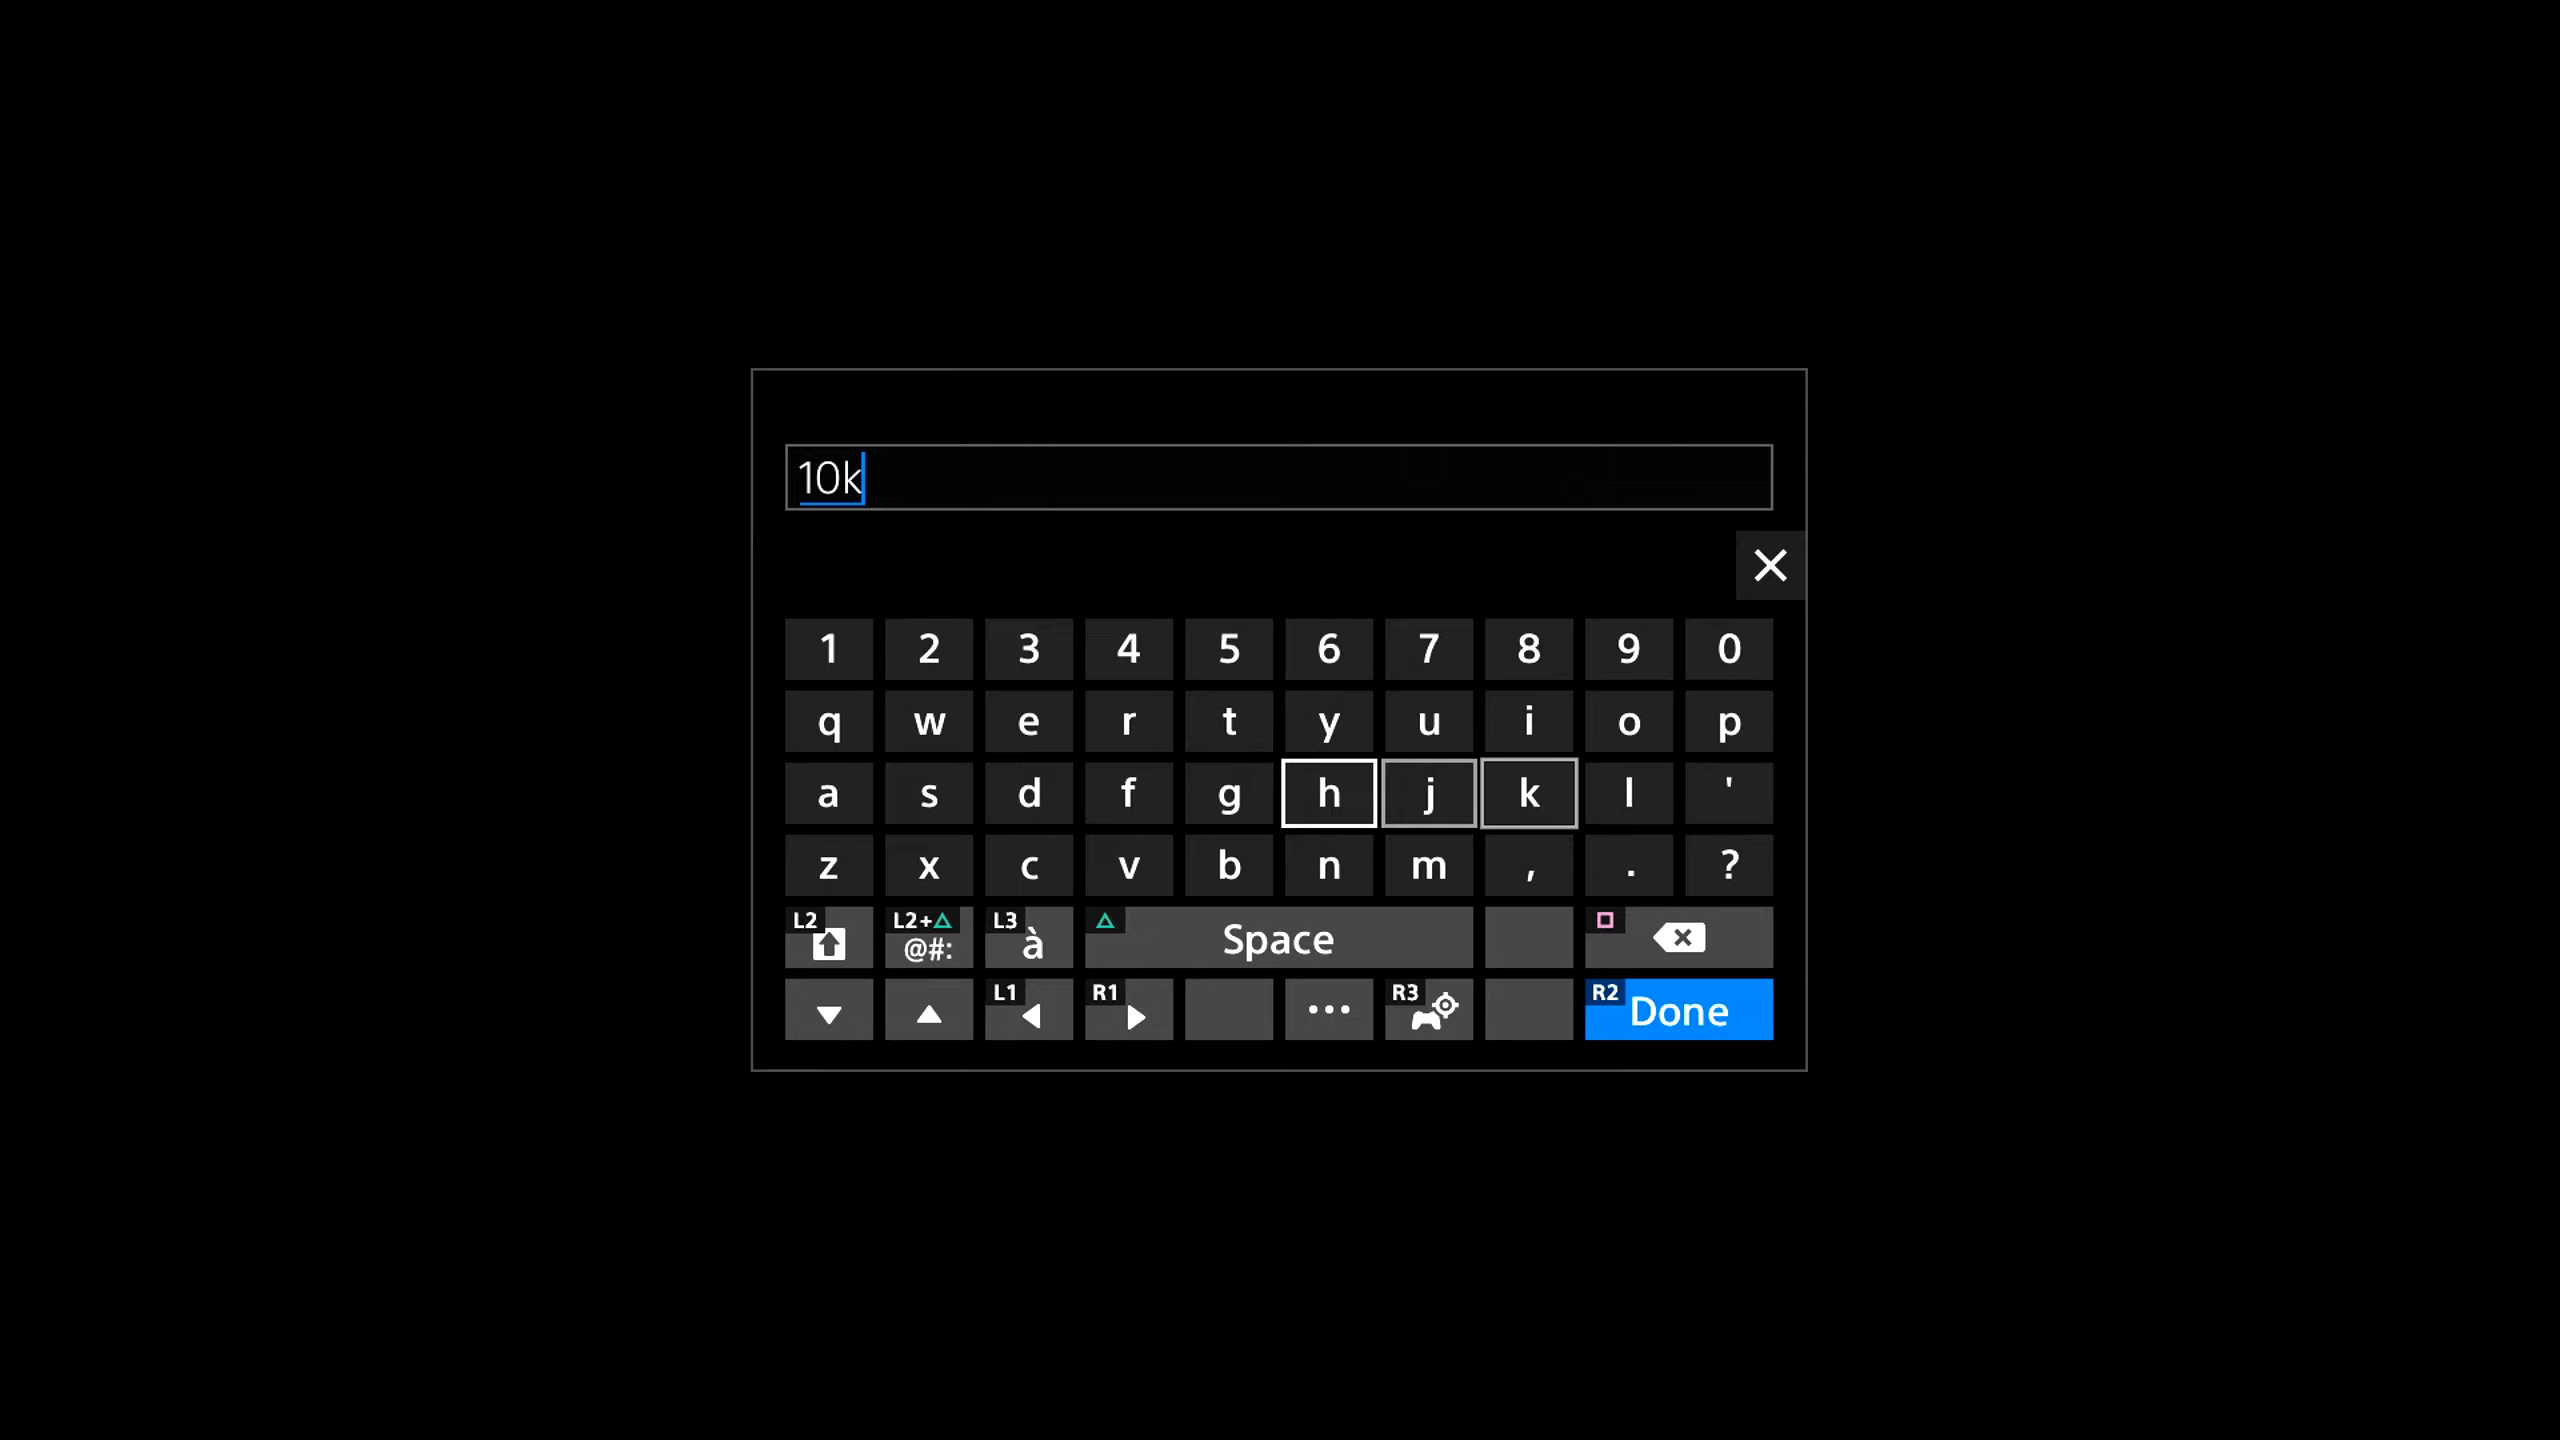 10k
1 2 3 4 5 6 7 8 9 0
q w e r t y u i o p
a s d f g h j k l '
z x c v b n m , . ?
L2 L2+△ @#: L3 à △ Space
L1 R1 ... R3 R2 Done